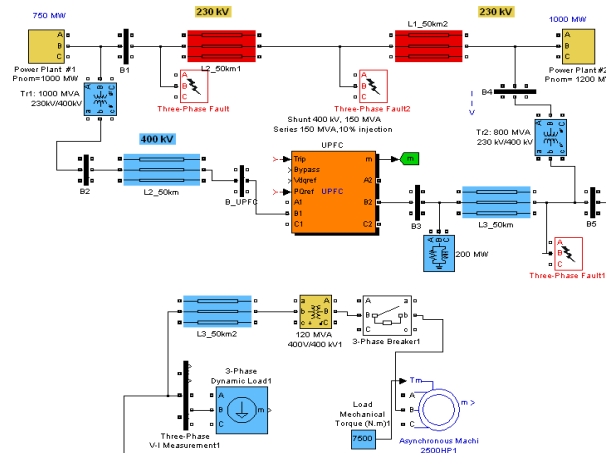 230 kV
230 kV
750 MW
1000 MW
L1_50km2
A
B
C
Power Plant #1
Pnom=1000 MW
B1
L2_50km1
A
B
C
Three-Phase Fault
A
B
C
Three-Phase Fault2
A
B
C
Power Plant #2
Pnom= 1200 MW
Tr1: 1000 MVA
230kV/400kV
A B C
a b c
B4
I
I
V
Shunt 400 kV, 150 MVA
Series 150 MVA,10% injection
UPFC
Tr2: 800 MVA
230 kV/400 kV
A B C
a b c
400 kV
B2
L2_50km
B_UPFC
Trip
Bypass
Vdqref
PQref
A1
B1
C1
UPFC
m
A2
B2
C2
m
B3
L3_50km
B5
A B C
200 MW
A
B
C
Three-Phase Fault1
L3_50km2
a
b
c
A
B
C
120 MVA
400V/400 kV1
A
B
C
a
b
c
3-Phase Breaker1
3-Phase
Dynamic Load1
A
B
C
m
Three-Phase
V-I Measurement1
Load
Mechanical
Torque (N.m)1
7500
Tm
A
B
C
m
Asynchronous Machi
2500HP1